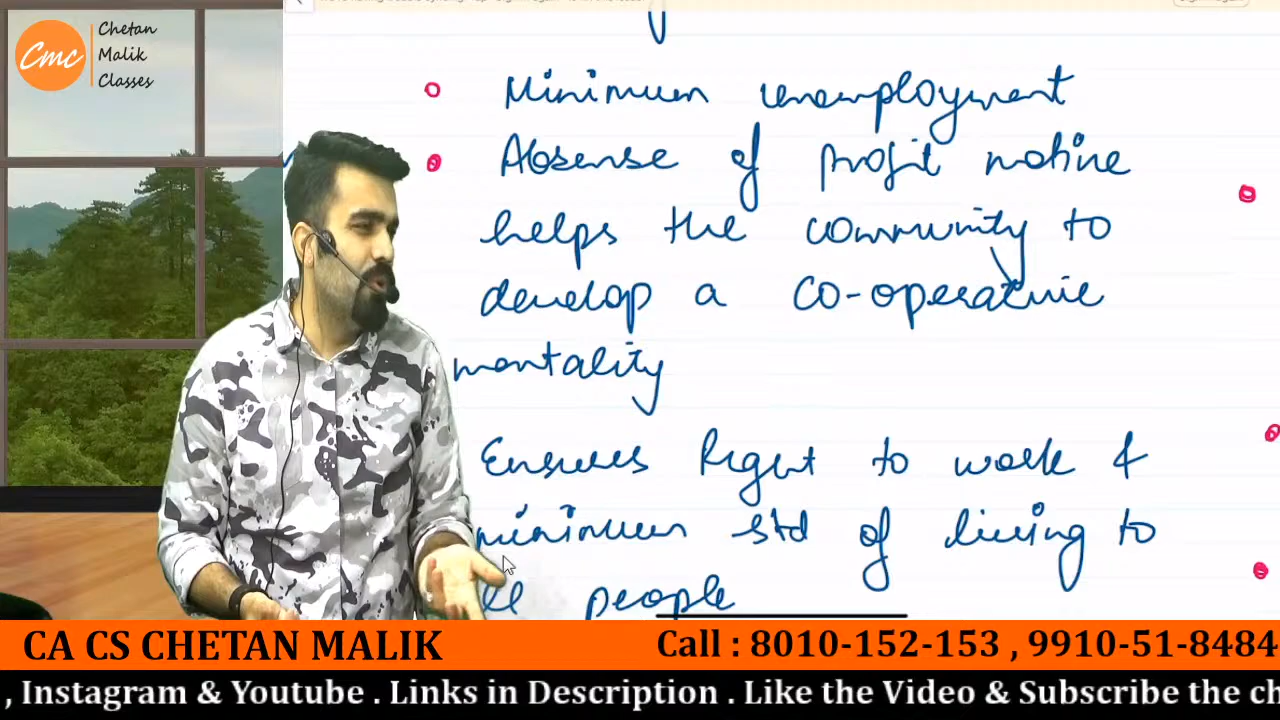 Cmc
Chetan
Malik
Classes
Minimum unemployment
Absense of profit motive
helps the community to
develop a co-operative
mentality
Ensures Right to work &
minimum std of living to
people
CA CS CHETAN MALIK
Call : 8010-152-153 , 9910-51-8484
, Instagram & Youtube . Links in Description . Like the Video & Subscribe the ch